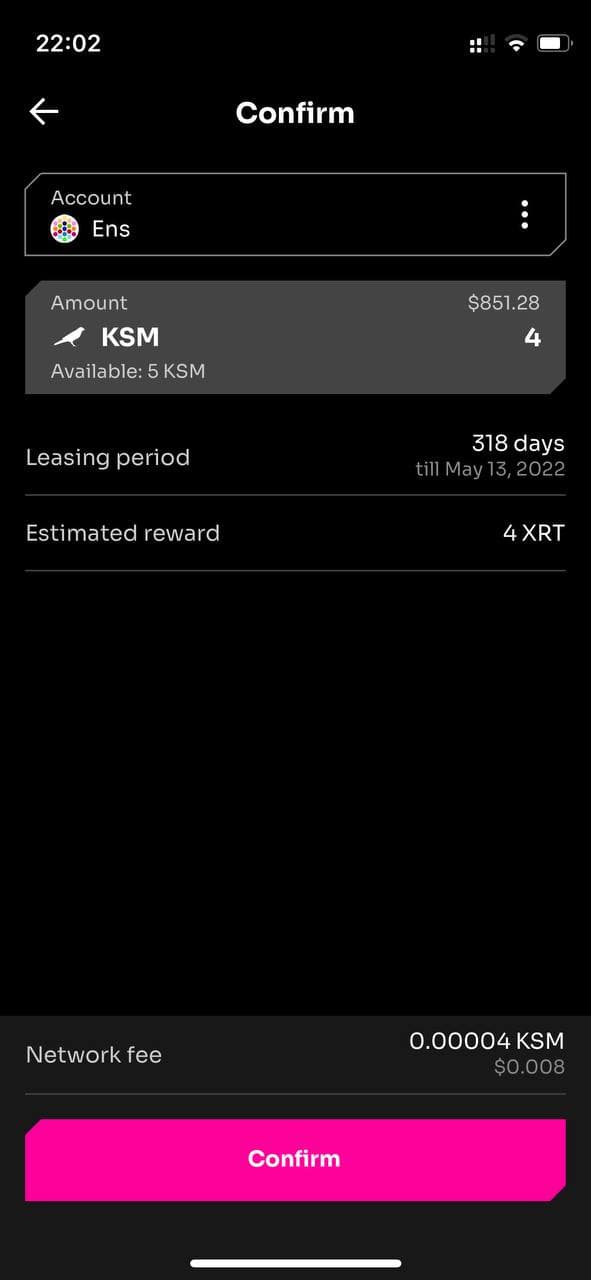 22:02
Confirm
Account
Ens
Amount $851.28
KSM 4
Available: 5 KSM
Leasing period 318 days
till May 13, 2022
Estimated reward 4 XRT
Network fee 0.00004 KSM
$0.008
Confirm